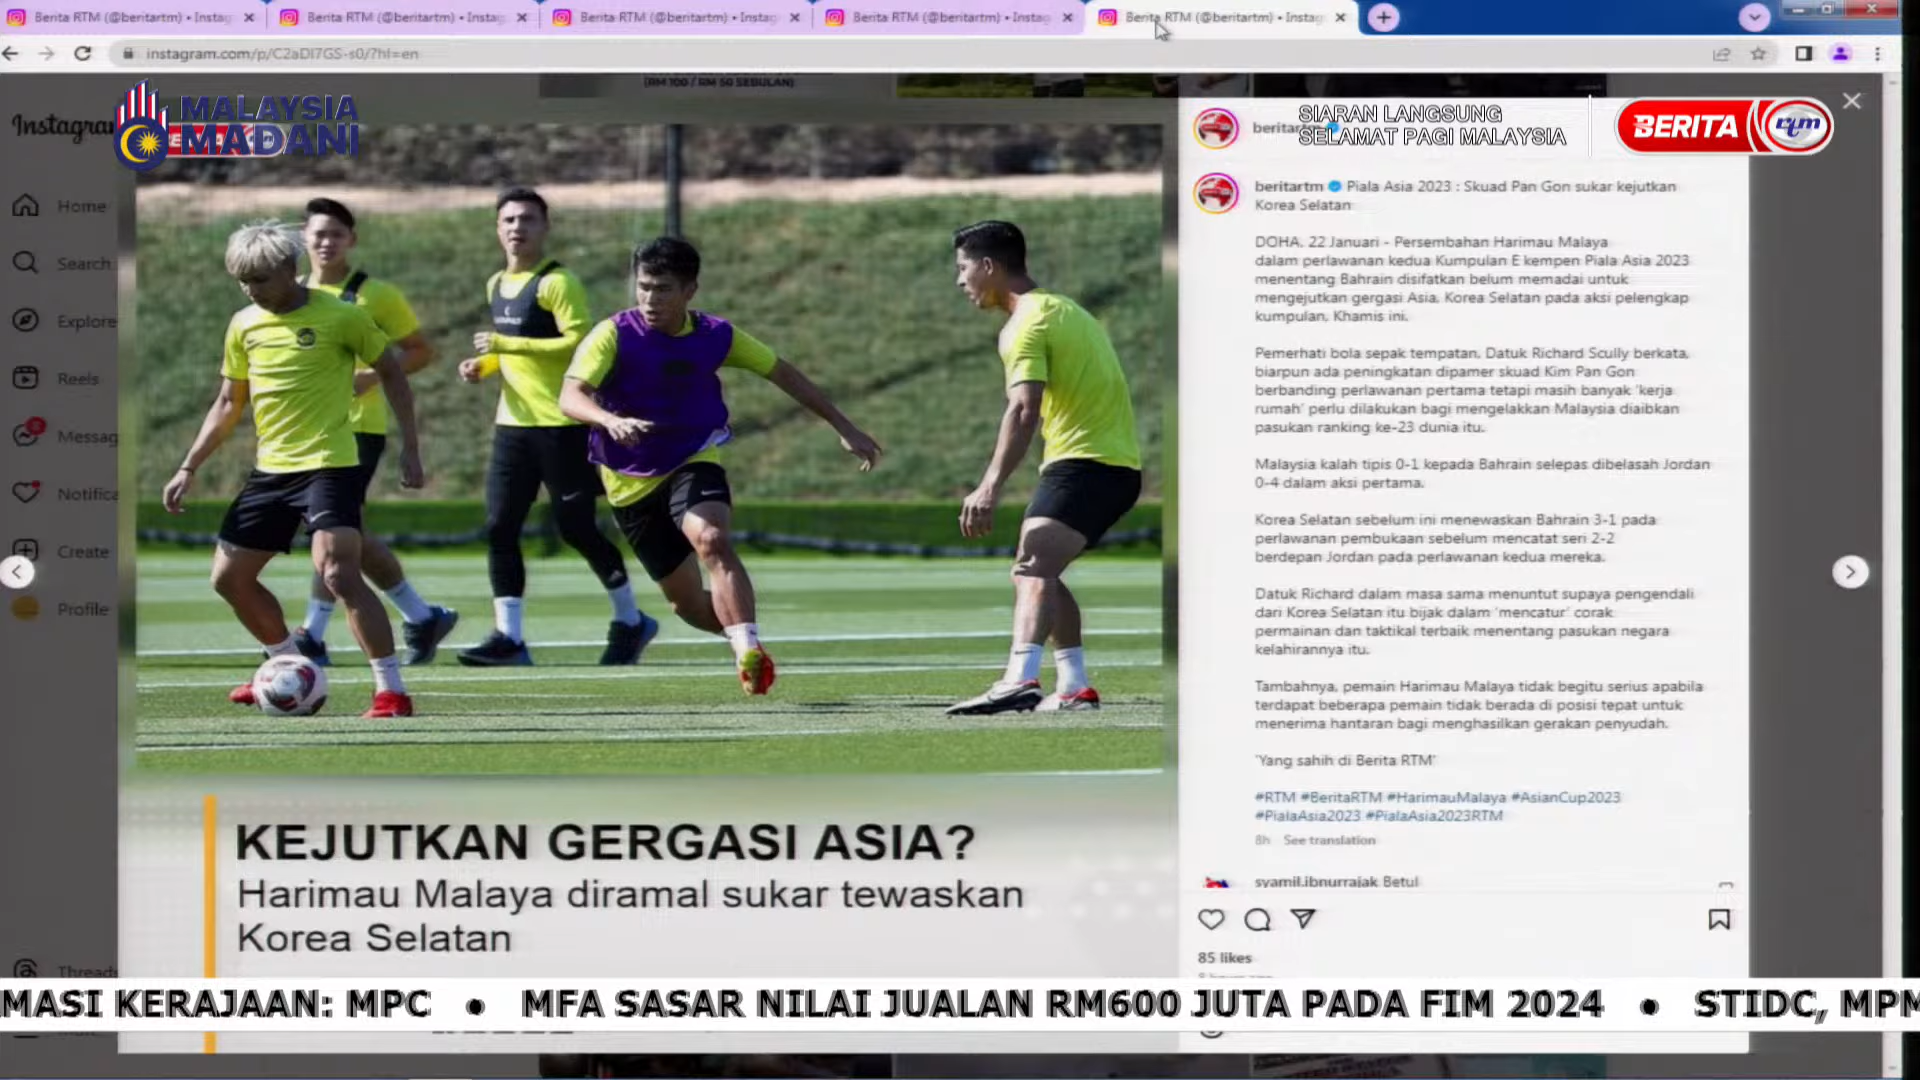 Berita RTM (@beritartm) • Instag
Berita RTM (@beritartm) • Instag
Berita RTM (@beritartm) • Instag
Berita RTM (@beritartm) • Instag
Berita RTM (@beritartm) • Instag
instagram.com/p/C2aDI7GS-s0/?hl=en
(RM 100 / RM 50 SEBULAN)
MALAYSIA
MADANI
SIARAN LANGSUNG
SELAMAT PAGI MALAYSIA
BERITA rtm
Home
Search
Explore
Reels
Create
Profile
beritartm Piala Asia 2023 : Skuad Pan Gon sukar kejutkan
Korea Selatan
DOHA, 22 Januari - Persembahan Harimau Malaya
dalam perlawanan kedua Kumpulan E kempen Piala Asia 2023
menentang Bahrain disifatkan belum memadai untuk
mengejutkan gergasi Asia, Korea Selatan pada aksi pelengkap
kumpulan, Khamis ini.
Pemerhati bola sepak tempatan, Datuk Richard Scully berkata,
biarpun ada peningkatan dipamer skuad Kim Pan Gon
berbanding perlawanan pertama tetapi masih banyak 'kerja
rumah' perlu dilakukan bagi mengelakkan Malaysia diaibkan
pasukan ranking ke-23 dunia itu.
Malaysia kalah tipis 0-1 kepada Bahrain selepas dibelasah Jordan
0-4 dalam aksi pertama.
Korea Selatan sebelum ini menewaskan Bahrain 3-1 pada
perlawanan pembukaan sebelum mencatat seri 2-2
berdepan Jordan pada perlawanan kedua mereka.
Datuk Richard dalam masa sama menuntut supaya pengendali
dari Korea Selatan itu bijak dalam 'mencatur' corak
permainan dan taktikal terbaik menentang pasukan negara
kelahirannya itu.
Tambahnya, pemain Harimau Malaya tidak begitu serius apabila
terdapat beberapa pemain tidak berada di posisi tepat untuk
menerima hantaran bagi menghasilkan gerakan penyudah.
'Yang sahih di Berita RTM'
#RTM #BeritaRTM #HarimauMalaya #AsianCup2023
#PialaAsia2023 #PialaAsia2023RTM
8h See translation
syamil.ibnurrajak Betul
85 likes
KEJUTKAN GERGASI ASIA?
Harimau Malaya diramal sukar tewaskan
Korea Selatan
MASI KERAJAAN: MPC • MFA SASAR NILAI JUALAN RM600 JUTA PADA FIM 2024 • STIDC, MPM